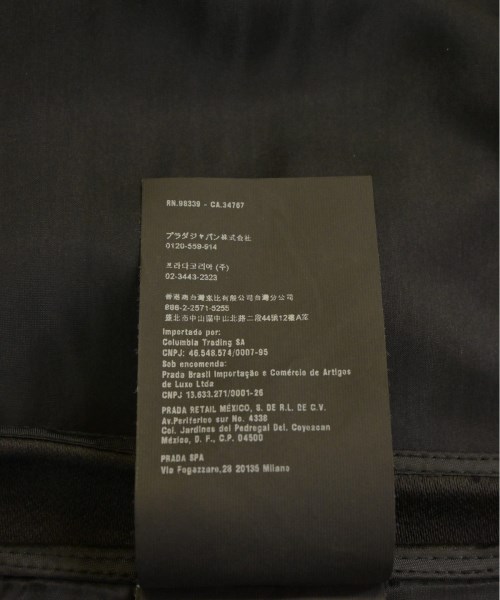 RN.98339 - CA.34767
プラダジャパン株式会社
0120-559-914
프라다코리아 (주)
02-3443-2323
香港商台灣 有限公司台灣分公司
886-2-2571-5255
臺北市中山區中山北路二段44號12樓A室
Importado por:
Columbia Trading SA
CNPJ: 46.548.574/0007-95
Sob encomenda:
Prada Brasil Importação e Comércio de Artigos
de Luxo Ltda
CNPJ 13.633.271/0001-26
PRADA RETAIL MÉXICO, S. DE R.L. DE C.V.
Av.Periferico sur No. 4338
Col. Jardines del Pedregal Del. Coyoacan
México, D. F., C.P. 04500
PRADA SPA
Via Fogazzaro,28 20135 Milano